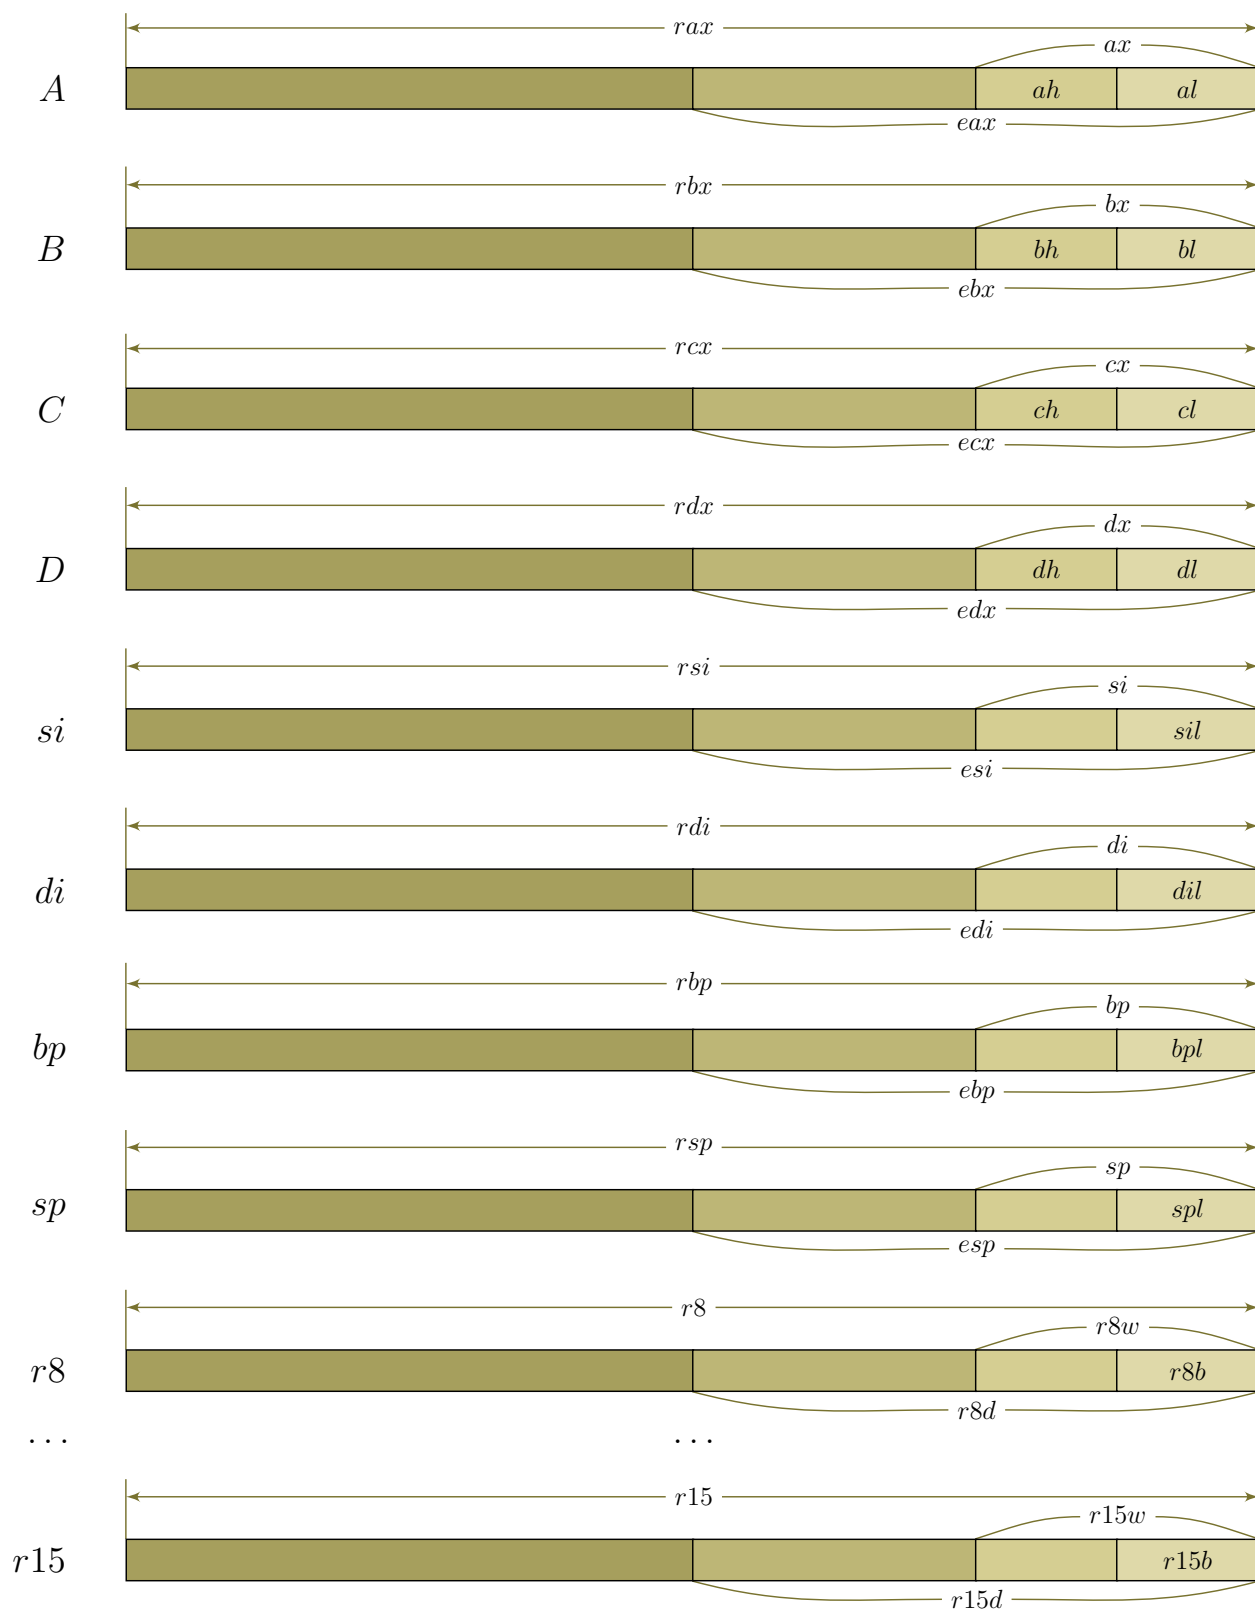 rax
ax
A ah al
eax
rbx
bx
B bh bl
ebx
rcx
cx
C ch cl
ecx
rdx
dx
D dh dl
edx
rsi
si
si sil
esi
rdi
di
di dil
edi
rbp
bp
bp bpl
ebp
rsp
sp
sp spl
esp
r8
r8w
r8 r8b
r8d
... ...
r15
r15w
r15 r15b
r15d